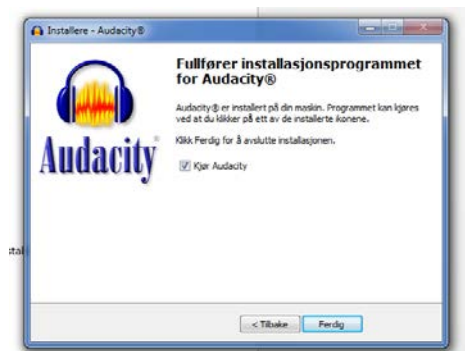 Installere - Audacity®
Fullfører installasjonsprogrammet
for Audacity®
Audacity® er installert på din maskin. Programmet kan kjøres
ved at du klikker på ett av de installerte ikonene.
Klikk Ferdig for å avslutte installasjonen.
Kjør Audacity
Audacity®
stal
< Tilbake
Ferdig